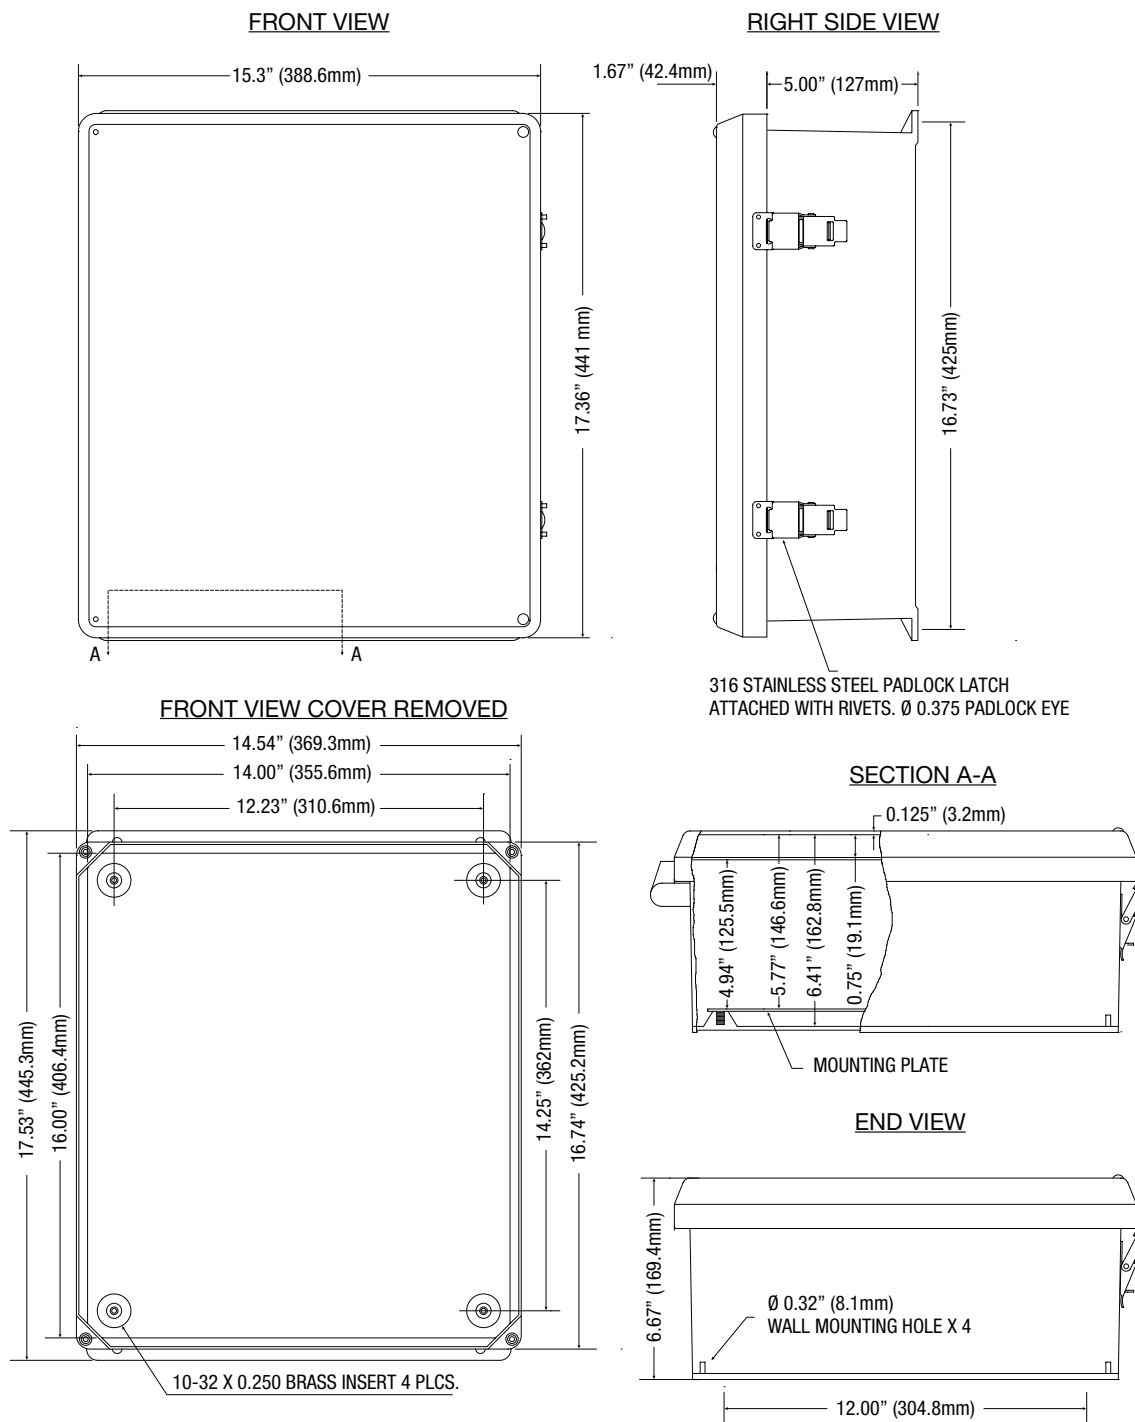 FRONT VIEW
15.3” (388.6mm)
17.36” (441 mm)
A
A
RIGHT SIDE VIEW
1.67” (42.4mm)
5.00” (127mm)
16.73” (425mm)
316 STAINLESS STEEL PADLOCK LATCH
ATTACHED WITH RIVETS. Ø 0.375 PADLOCK EYE
FRONT VIEW COVER REMOVED
14.54” (369.3mm)
14.00” (355.6mm)
12.23” (310.6mm)
17.53” (445.3mm)
16.00” (406.4mm)
14.25” (362mm)
16.74” (425.2mm)
10-32 X 0.250 BRASS INSERT 4 PLCS.
SECTION A-A
0.125” (3.2mm)
4.94” (125.5mm)
5.77” (146.6mm)
6.41” (162.8mm)
0.75” (19.1mm)
MOUNTING PLATE
END VIEW
6.67” (169.4mm)
Ø 0.32” (8.1mm)
WALL MOUNTING HOLE X 4
12.00” (304.8mm)